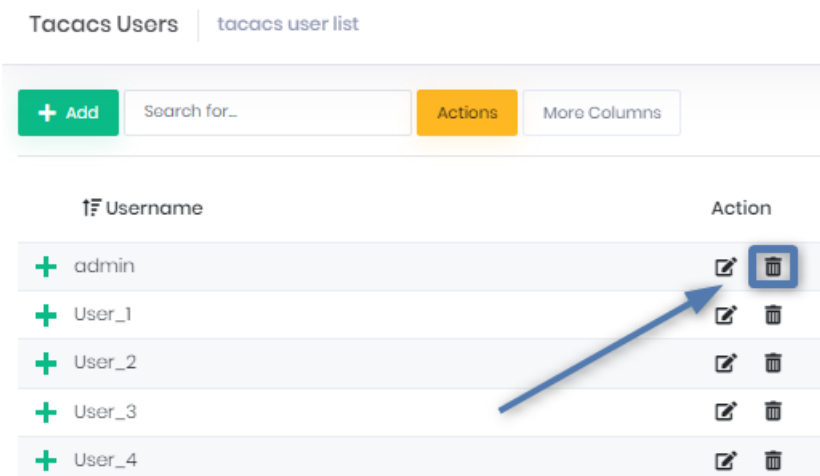 Tacacs Users tacacs user list
Add Search for... Actions More Columns
Username Action
admin
User_1
User_2
User_3
User_4